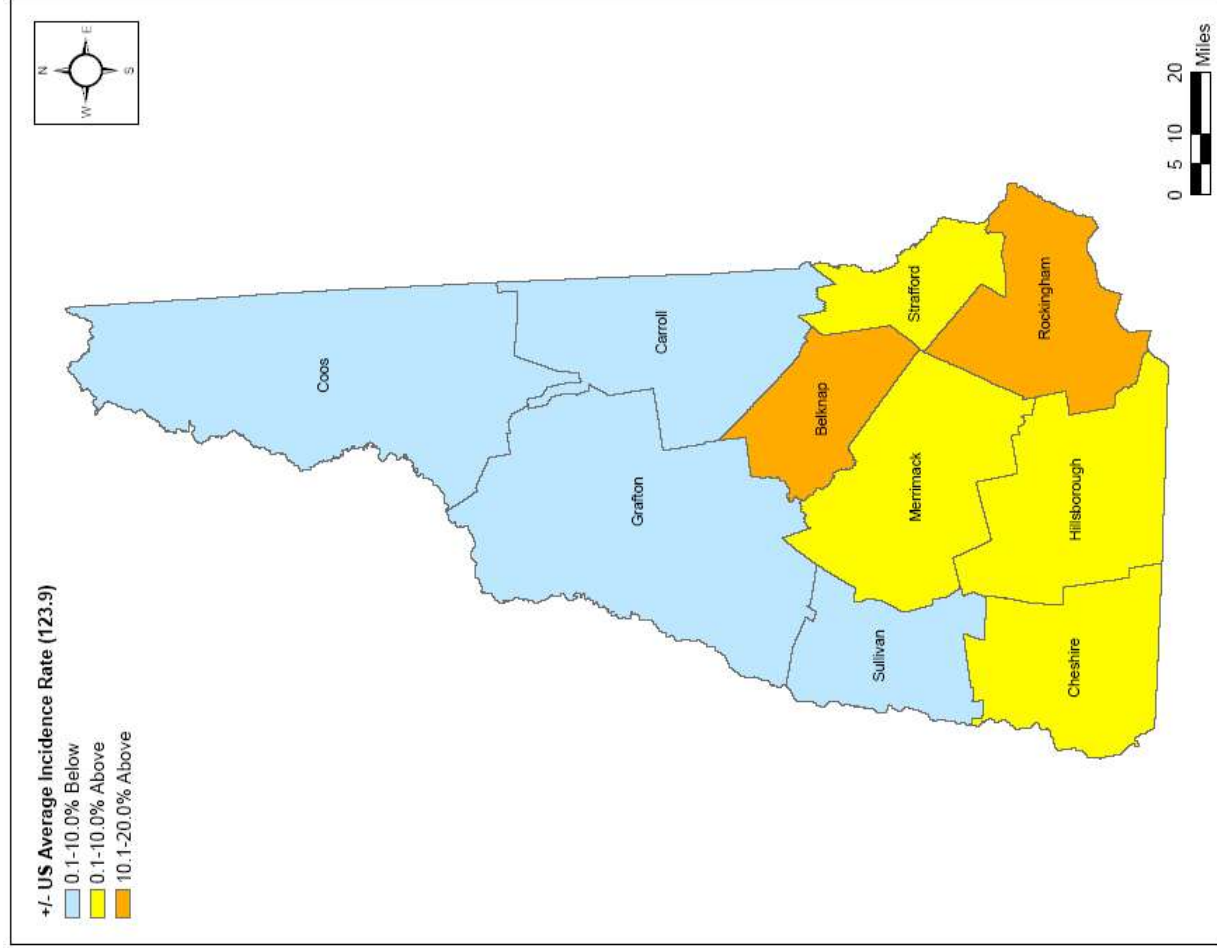 +/- US Average Incidence Rate (123.9)
0.1-10.0% Below
0.1-10.0% Above
10.1-20.0% Above
N
W E
S
Coos
Carroll
Grafton
Belknap
Strafford
Sullivan
Merrimack
Rockingham
Cheshire
Hillsborough
0 5 10 20
Miles